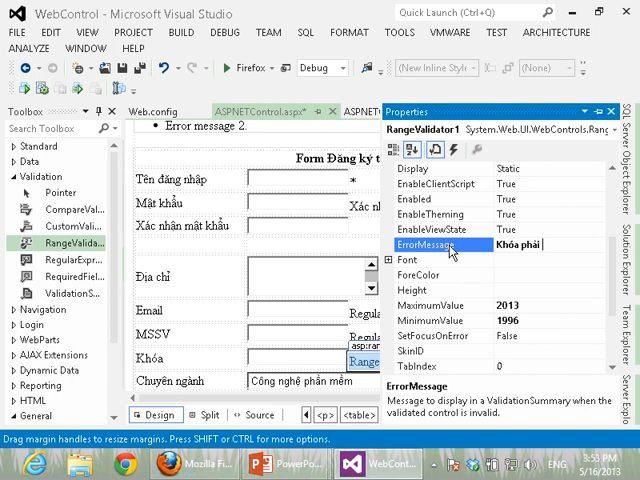 WebControl - Microsoft Visual Studio
Quick Launch (Ctrl+Q)
FILE EDIT VIEW PROJECT BUILD DEBUG TEAM SQL FORMAT TOOLS VMWARE TEST ARCHITECTURE
ANALYZE WINDOW HELP
Firefox Debug (New Inline Style) (None)
Toolbox
Web.config
ASPNETControl.aspx*
ASPNETC
Properties
Search Toolbox
Standard
Data
Validation
Pointer
CompareVal...
CustomVali...
RangeValida...
RegularExpr...
RequiredFiel...
ValidationS...
Navigation
Login
WebParts
AJAX Extensions
Dynamic Data
Reporting
HTML
General
Error message 2.
Form Đăng ký t
Tên đăng nhập *
Mật khẩu Xác nh
Xác nhận mật khẩu
Địa chỉ
Email Regula
MSSV Regula
asp:ran
Khóa Range
Chuyên ngành Công nghệ phần mềm
Design Split Source <p> <table>
RangeValidator1 System.Web.UI.WebControls.Rang
Display Static
EnableClientScript True
Enabled True
EnableTheming True
EnableViewState True
ErrorMessage Khóa phải
Font
ForeColor
Height
MaximumValue 2013
MinimumValue 1996
SetFocusOnError False
SkinID
TabIndex 0
ErrorMessage
Message to display in a ValidationSummary when the
validated control is invalid.
SQL Server Object Explorer
Solution Explorer
Team Explorer
Server Explo
Drag margin handles to resize margins. Press SHIFT or CTRL for more options.
Mozilla Fi...
PowerPo...
WebCont...
ENG
3:53 PM
5/16/2013